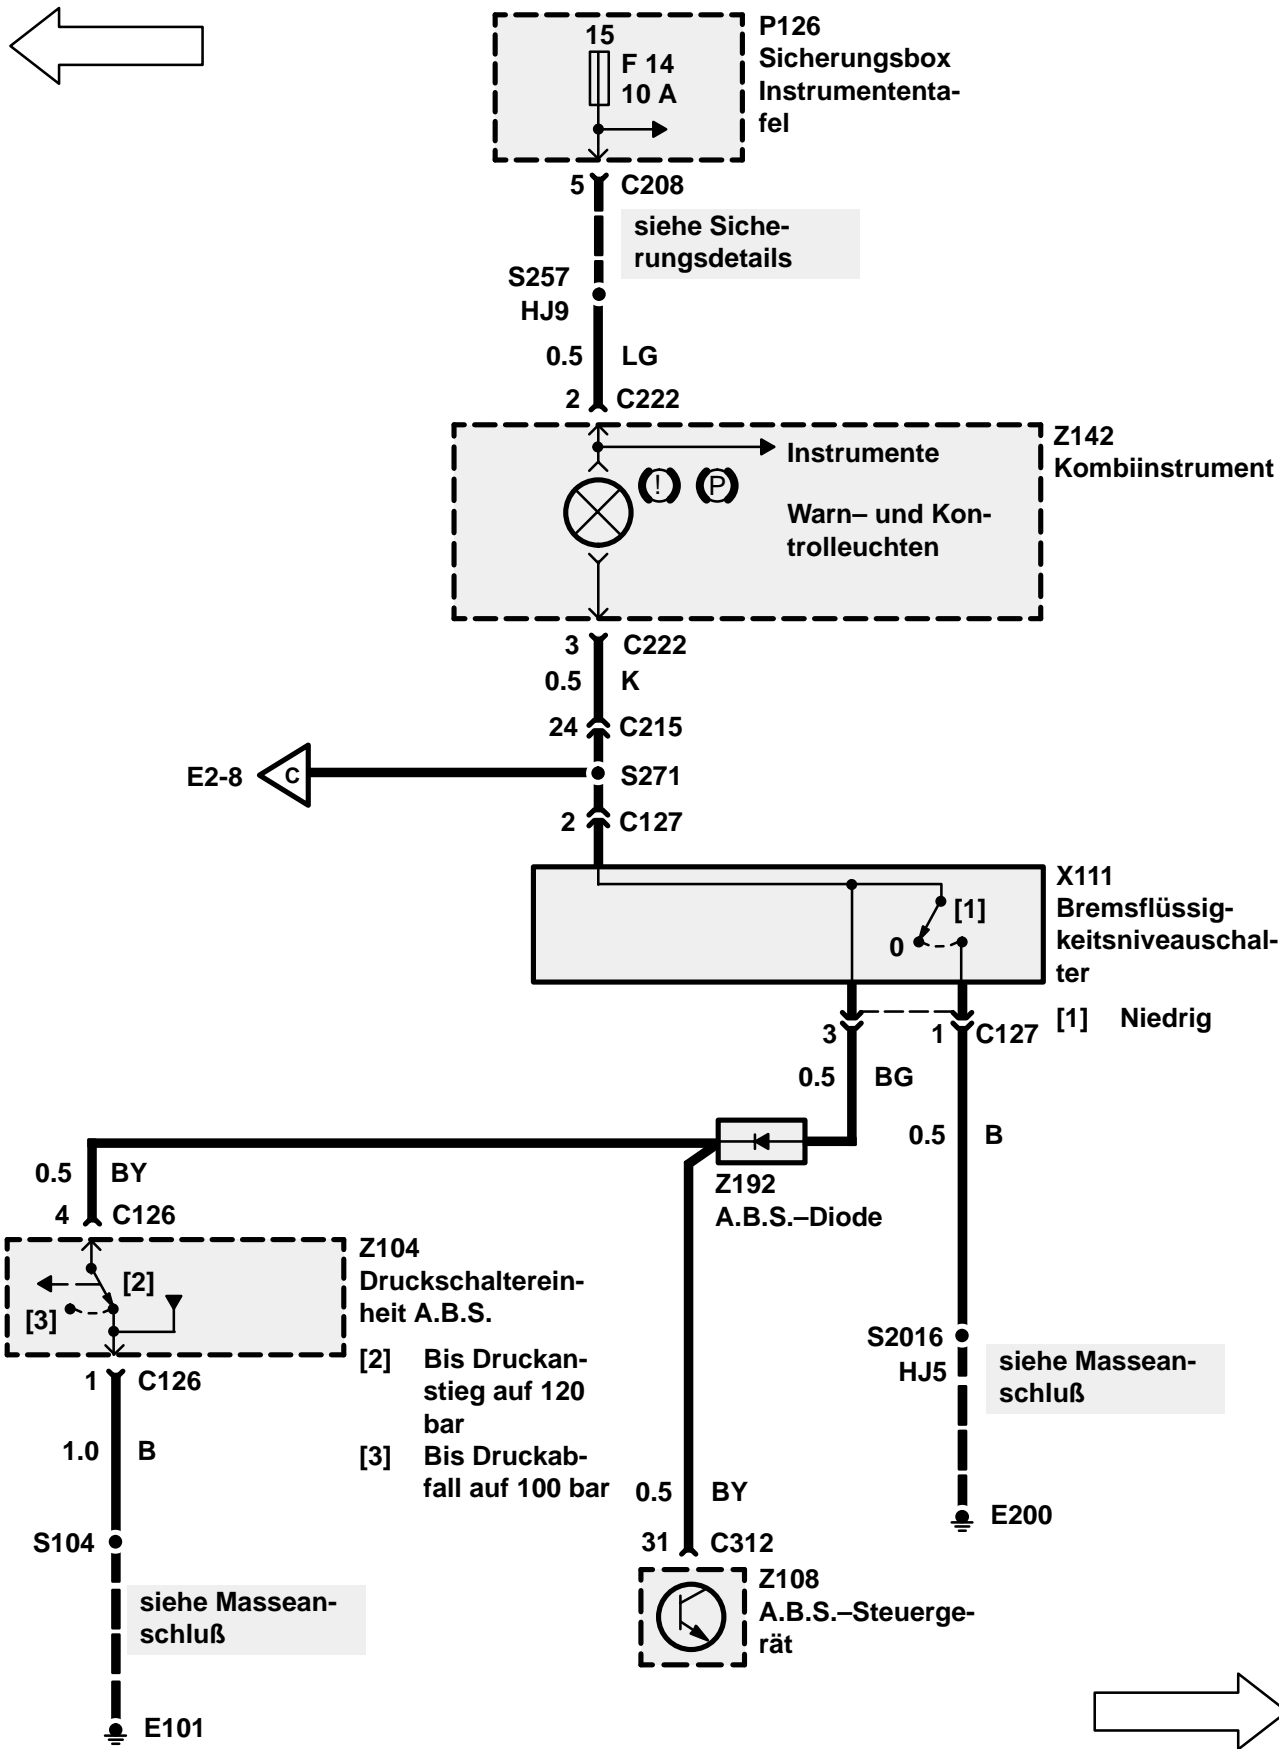 P126
Sicherungsbox
Instrumententa-
fel
15
F 14
10 A
5
C208
siehe Siche-
rungsdetails
S257
HJ9
0.5
LG
2
C222
Z142
Kombiinstrument
Instrumente
!
P
Warn– und Kon-
trolleuchten
3
C222
0.5
K
24
C215
E2-8
C
S271
2
C127
X111
Bremsflüssig-
keitsniveauschal-
ter
[1]
0
[1] Niedrig
3
1
C127
0.5
BG
0.5
B
Z192
A.B.S.–Diode
0.5
BY
4
C126
Z104
Druckschalterein-
heit A.B.S.
[2]
[3]
[2] Bis Druckan-
stieg auf 120
bar
[3] Bis Druckab-
fall auf 100 bar
1
C126
1.0
B
S104
siehe Massean-
schluß
E101
0.5
BY
31
C312
Z108
A.B.S.–Steuerge-
rät
S2016
HJ5
siehe Massean-
schluß
E200